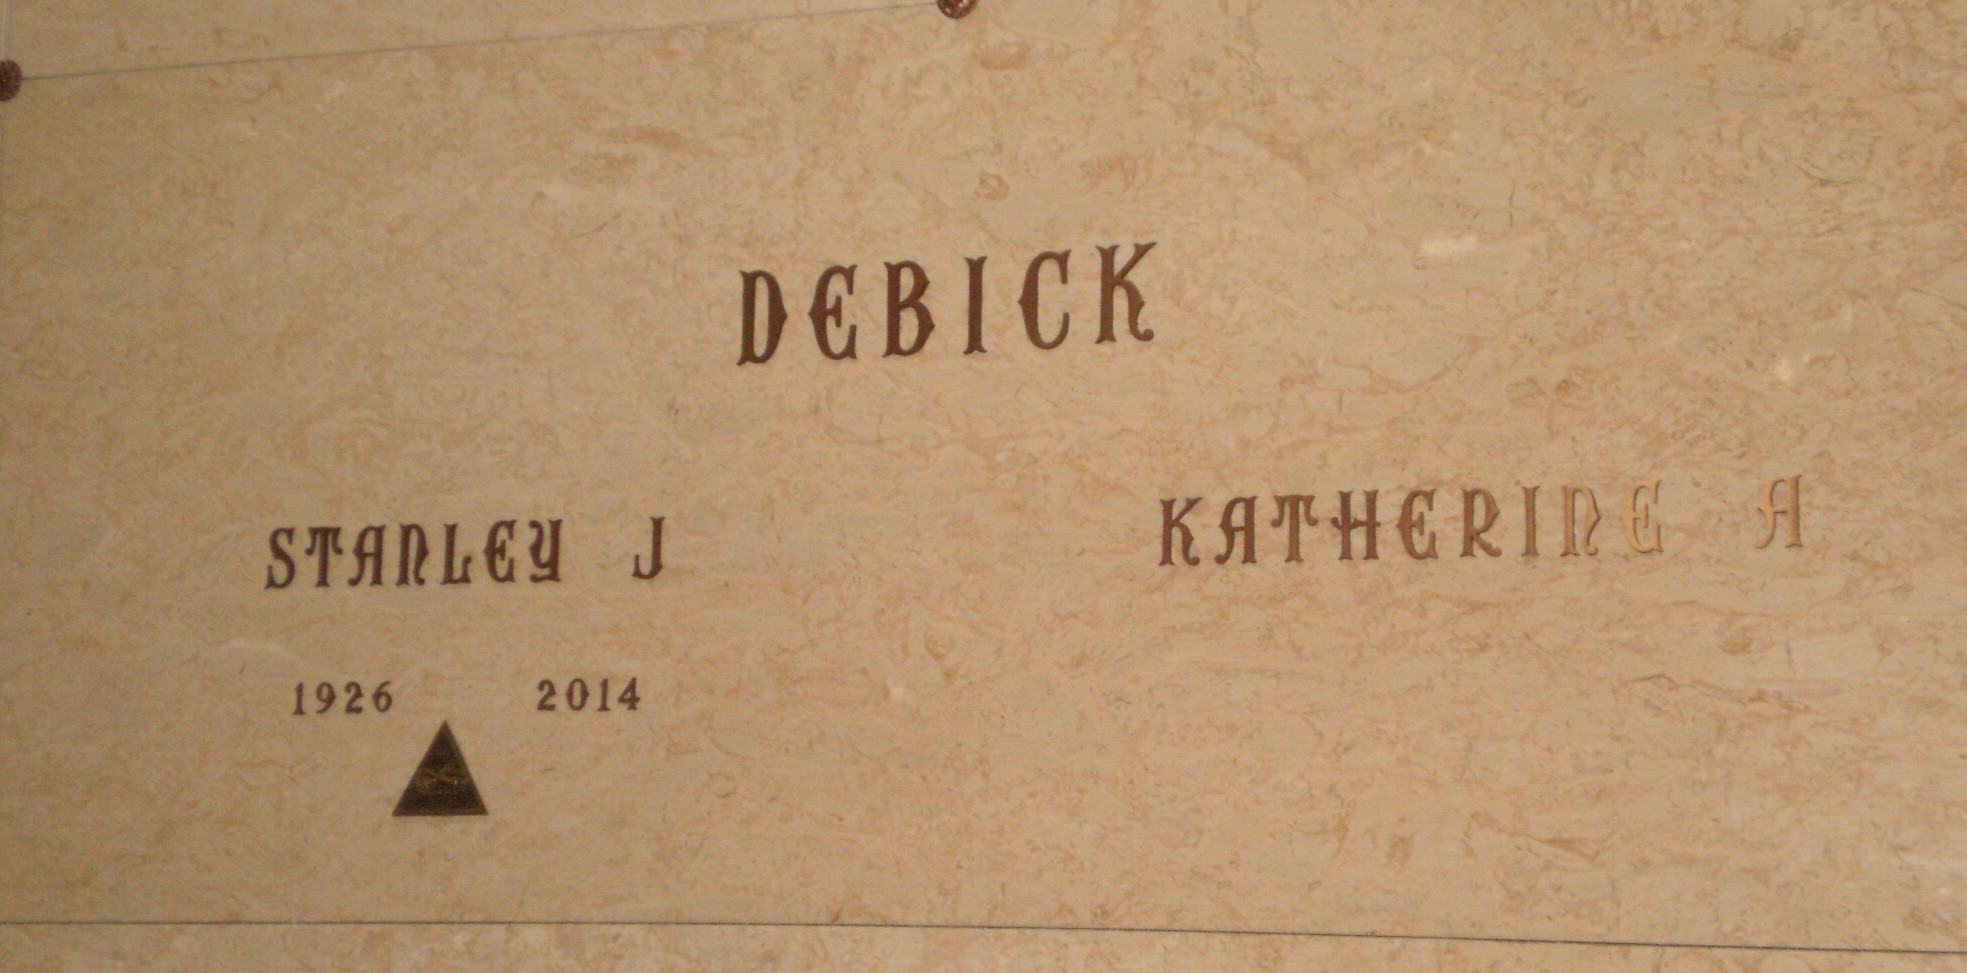 DEBICK
STANLEY J KATHERINE A
1926 2014